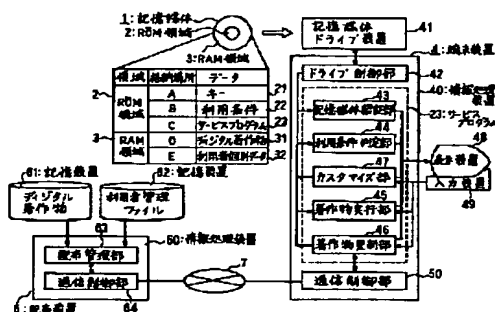 1:記憶媒体
2:ROM領域
3:RAM領域
記憶媒体
ドライブ装置
41
4:端末装置
ドライブ制御部
42
40:情報処理
装置
23:サービス
プログラム
領域 格納場所 データ
ROM
領域
A キー 21
B 利用条件 22
C サービスプログラム 23
RAM
領域
D ディジタル著作物 31
E 利用者個別データ 32
2
3
43
記憶媒体認証部
44
利用条件判定部
47
カスタマイズ部
45
著作物実行部
46
著作物更新部
48
表示装置
入力装置
49
61:記憶装置
62:記憶装置
ディジタル
著作物
利用者管理
ファイル
63
60:情報処理装置
配布管理部
通信制御部
64
6:配布装置
7
通信制御部
50